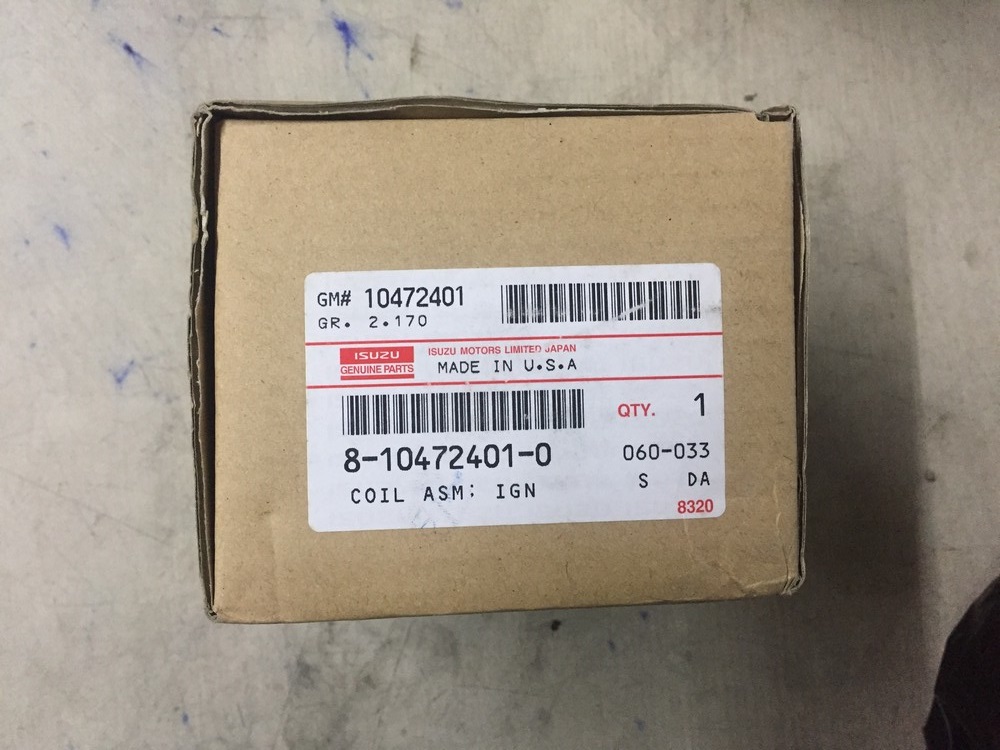 GM# 10472401
GR. 2.170
ISUZU
GENUINE PARTS
ISUZU MOTORS LIMITED JAPAN
MADE IN U.S.A
QTY. 1
8-10472401-0
060-033
COIL ASM; IGN
S DA
8320